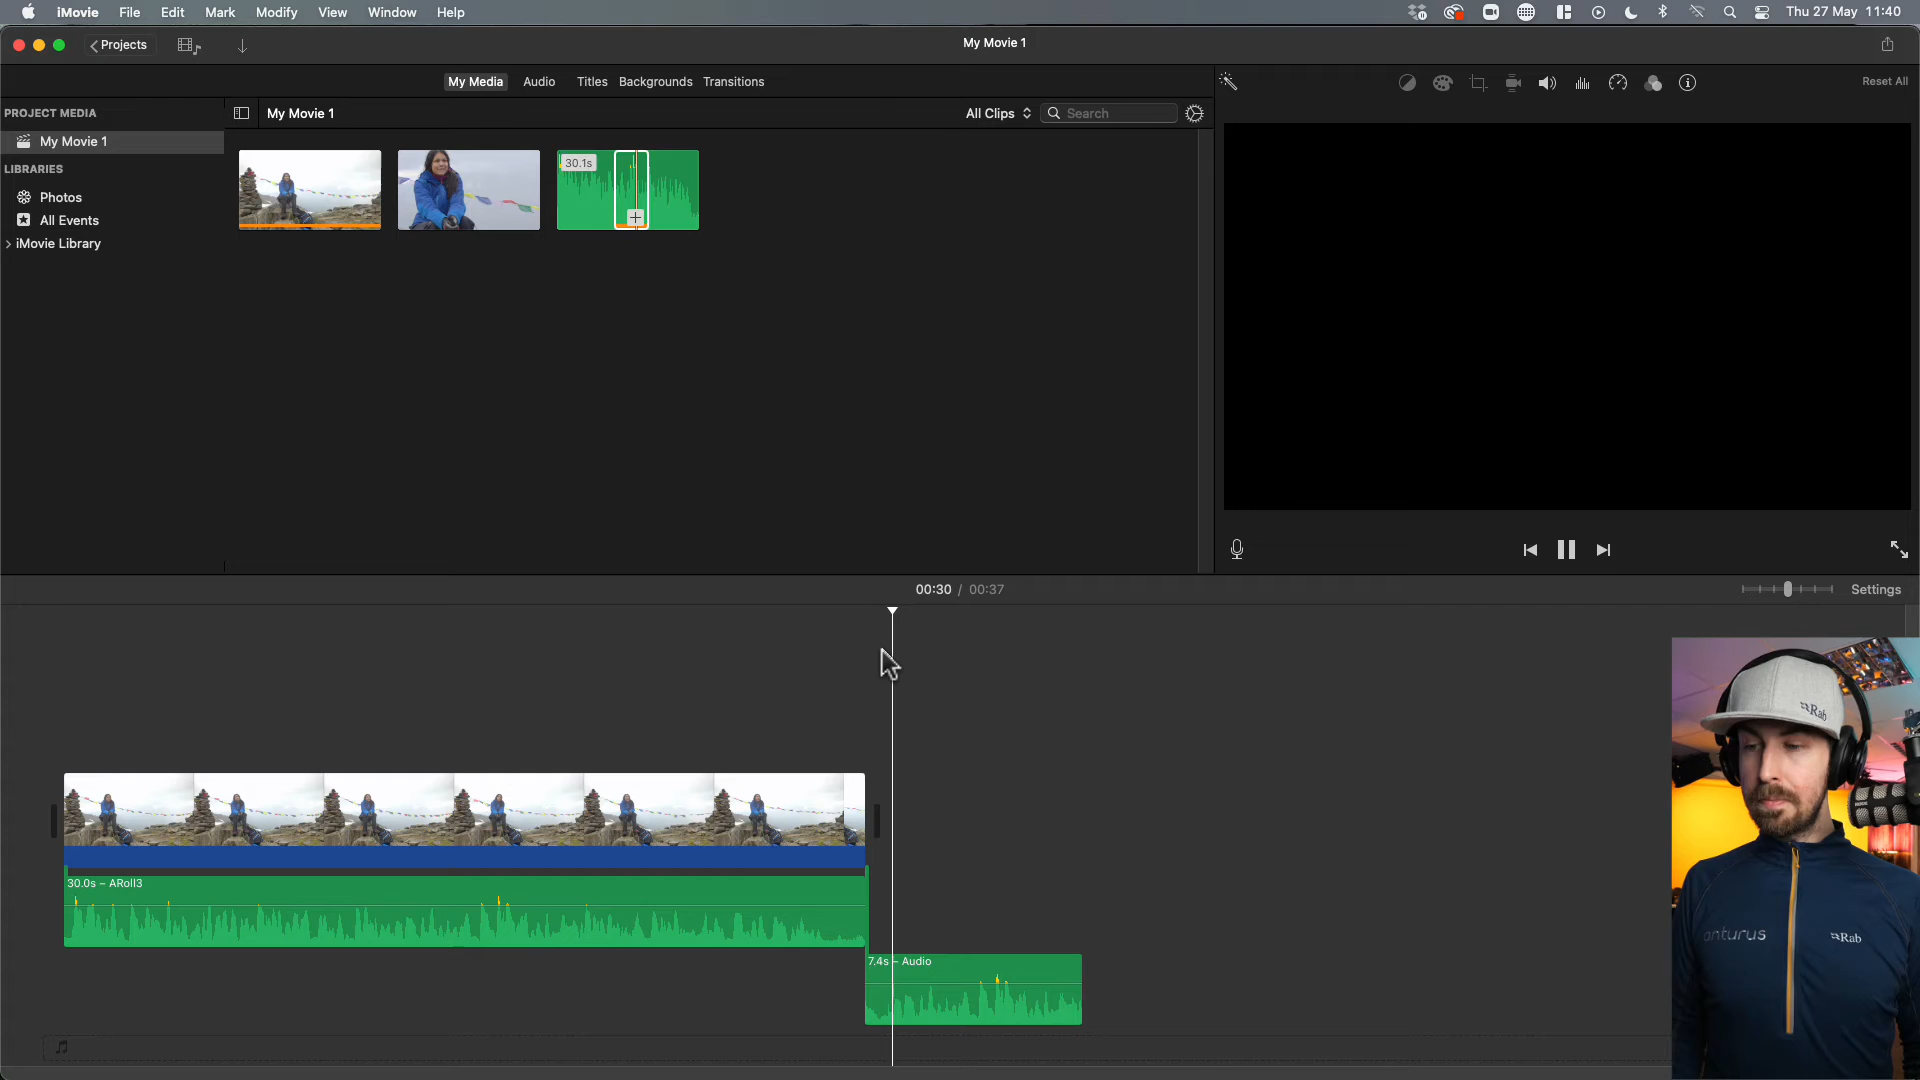 iMovie File Edit Mark Modify View Window Help Thu 27 May 11:40
Projects My Movie 1
My Media Audio Titles Backgrounds Transitions Reset All
PROJECT MEDIA My Movie 1 All Clips Search
My Movie 1
LIBRARIES
Photos
All Events
iMovie Library
30.1s
00:30 / 00:37 Settings
30.0s – ARoll3
7.4s – Audio
Rab
anturus Rab